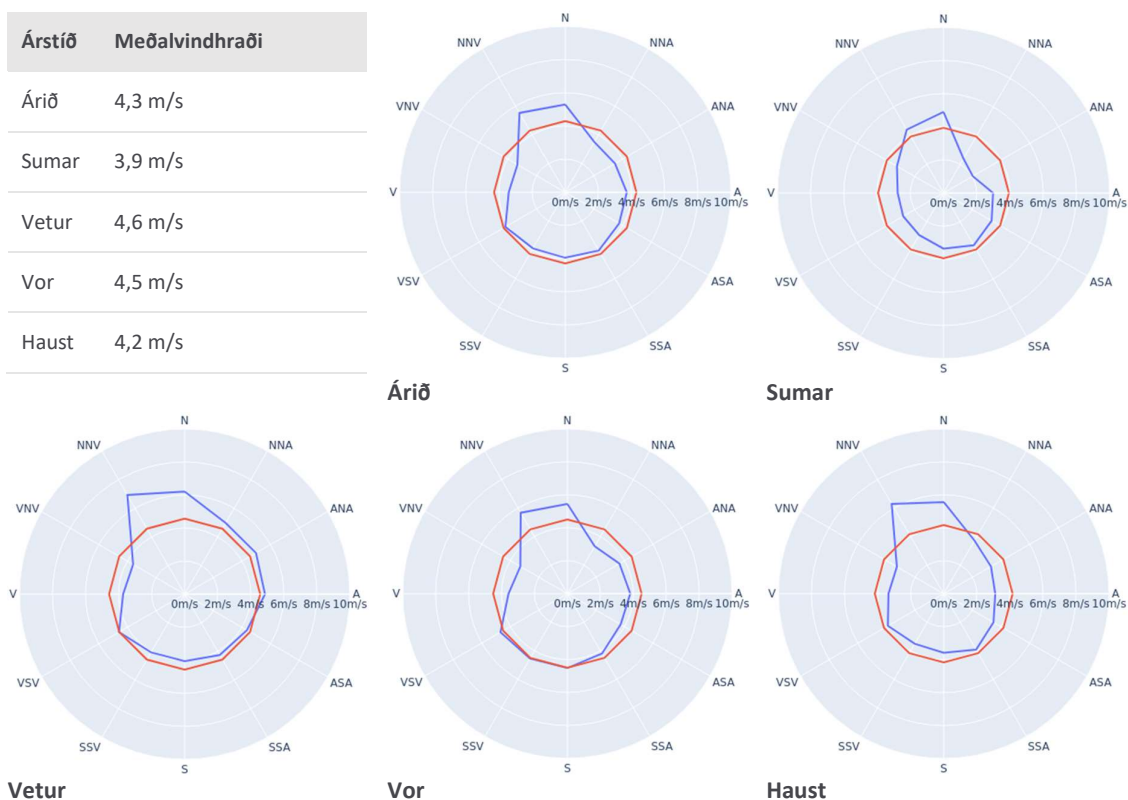 Árstíð Meðalvindhraði
Árið 4,3 m/s
Sumar 3,9 m/s
Vetur 4,6 m/s
Vor 4,5 m/s
Haust 4,2 m/s
N
NNV NNA
VNV ANA
V 0m/s 2m/s 4m/s 6m/s 8m/s 10m/s A
VSV ASA
SSV SSA
S
Árið
N
NNV NNA
VNV ANA
V 0m/s 2m/s 4m/s 6m/s 8m/s 10m/s A
VSV ASA
SSV SSA
S
Sumar
N
NNV NNA
VNV ANA
V 0m/s 2m/s 4m/s 6m/s 8m/s 10m/s A
VSV ASA
SSV SSA
S
Vetur
N
NNV NNA
VNV ANA
V 0m/s 2m/s 4m/s 6m/s 8m/s 10m/s A
VSV ASA
SSV SSA
S
Vor
N
NNV NNA
VNV ANA
V 0m/s 2m/s 4m/s 6m/s 8m/s 10m/s A
VSV ASA
SSV SSA
S
Haust